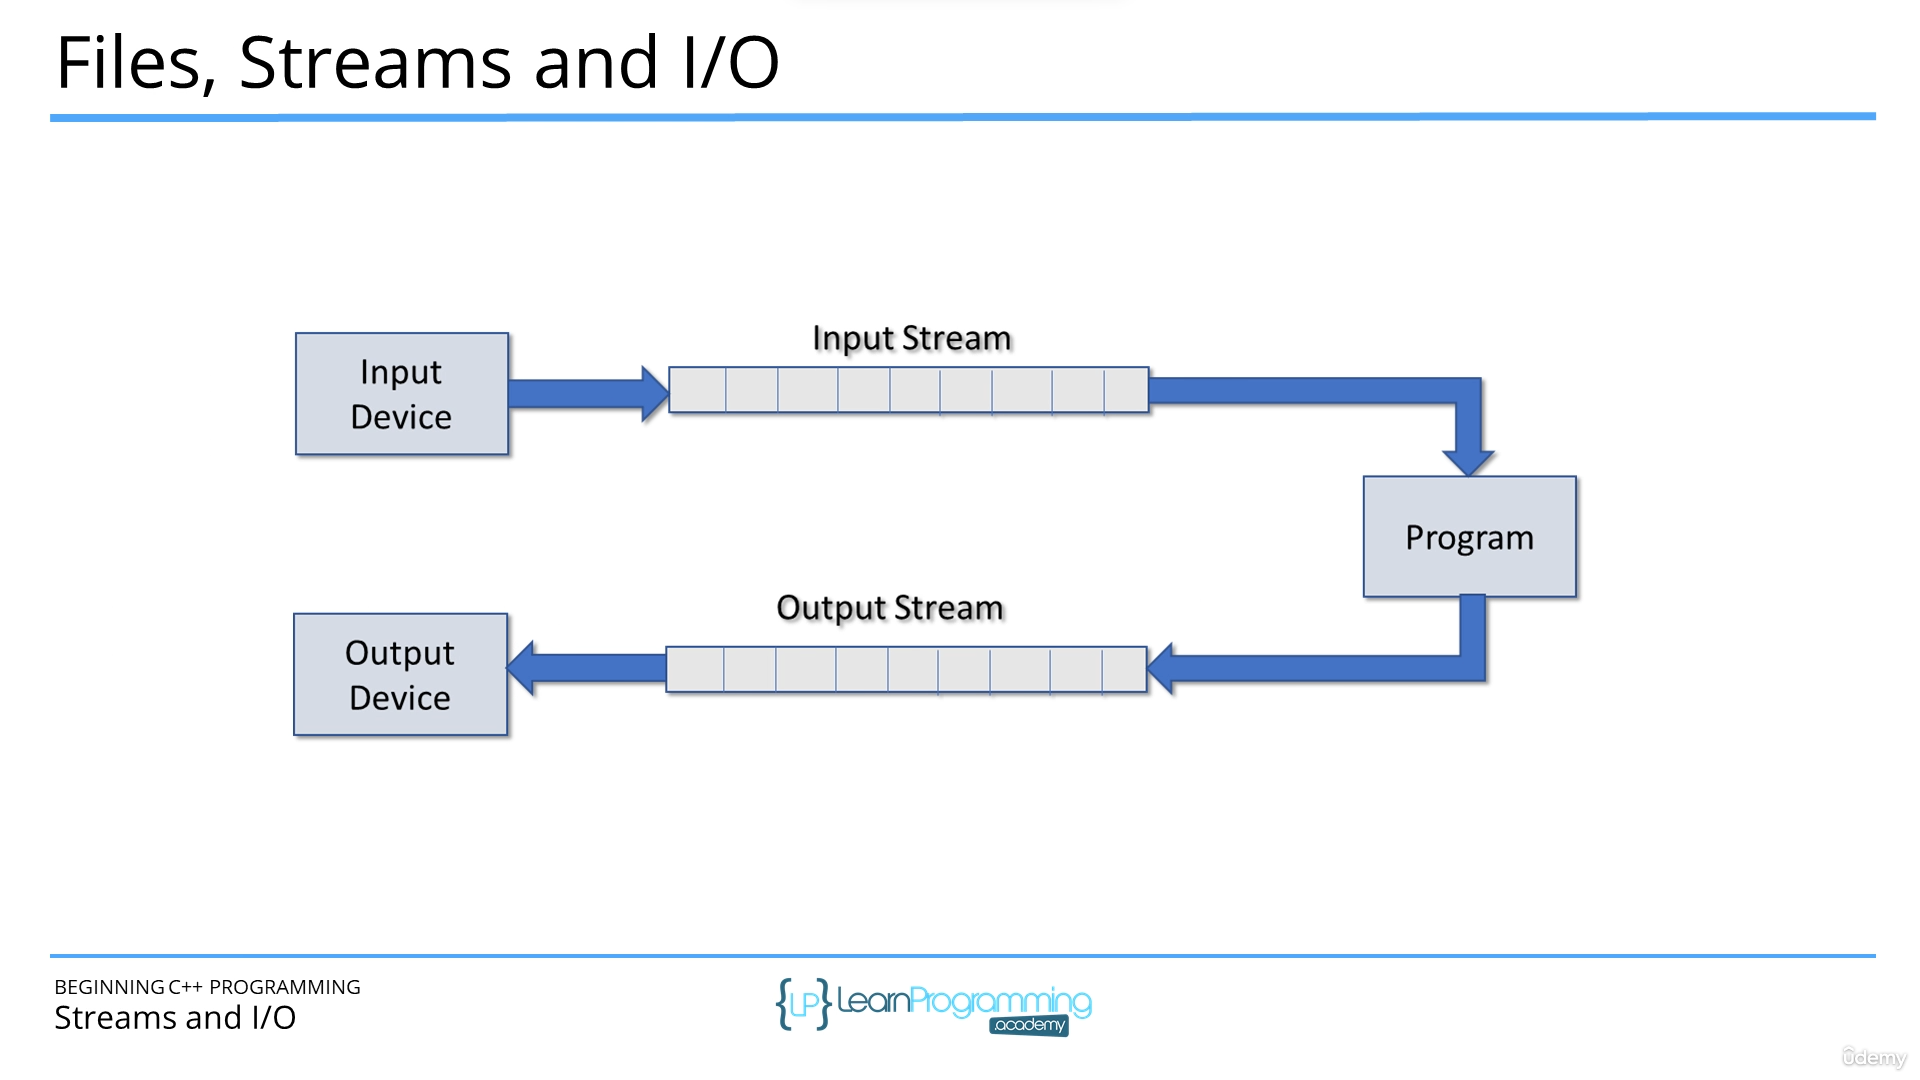 Files, Streams and I/O
Input Stream
Input
Device
Program
Output Stream
Output
Device
BEGINNING C++ PROGRAMMING
Streams and I/O
{LP} LearnProgramming
.academy
ûdemy